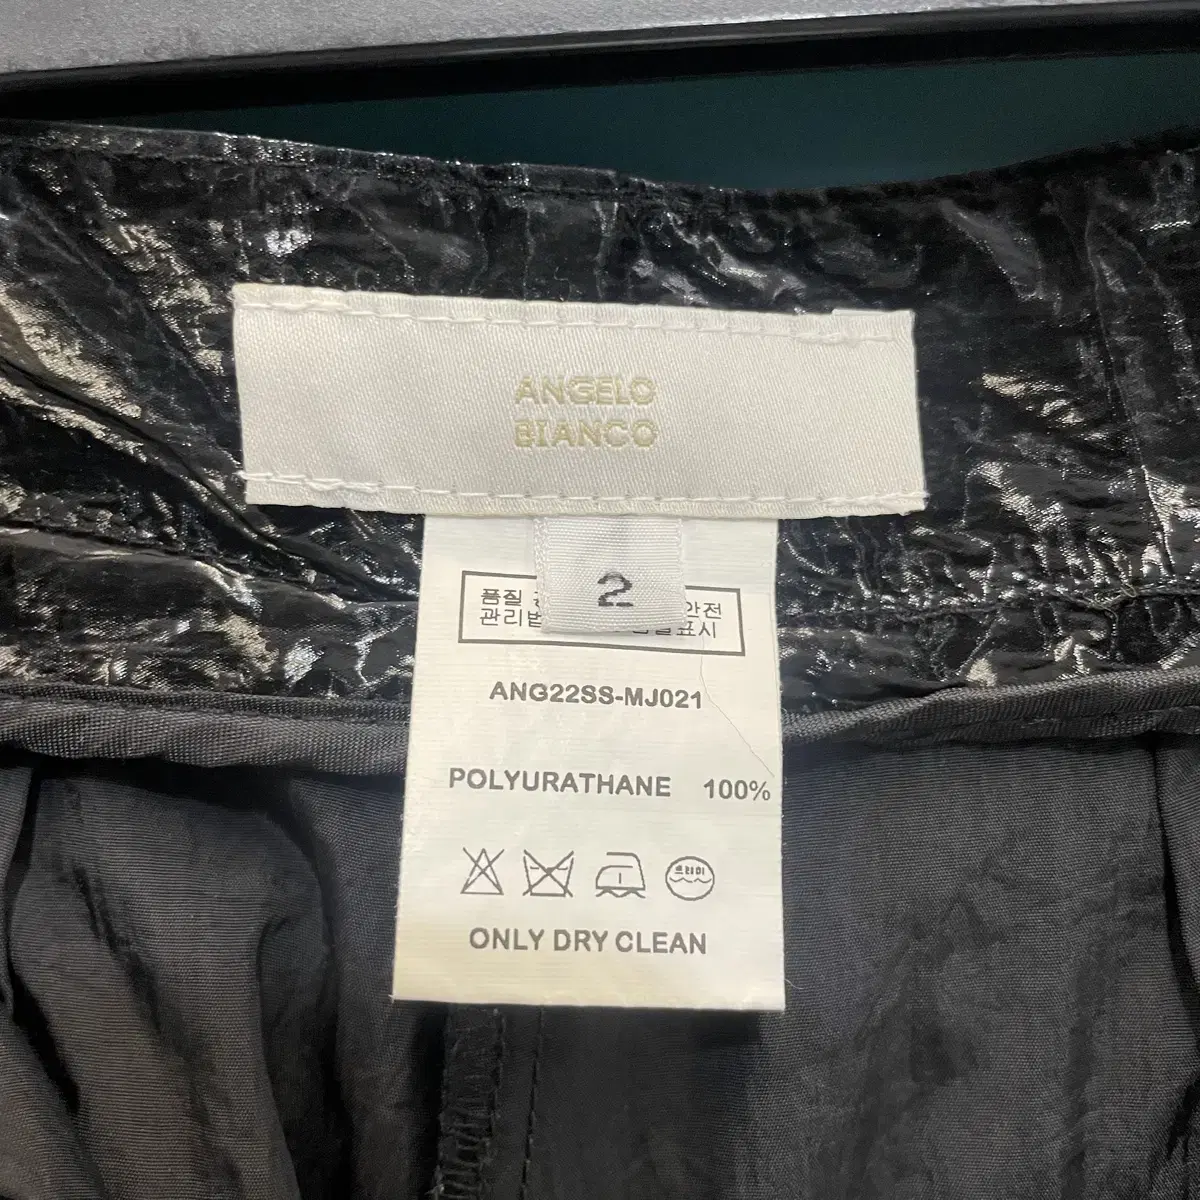 ANGELO
BIANCO
2
품질 안전
관리법 표시
ANG22SS-MJ021
POLYURATHANE 100%
드라이
ONLY DRY CLEAN